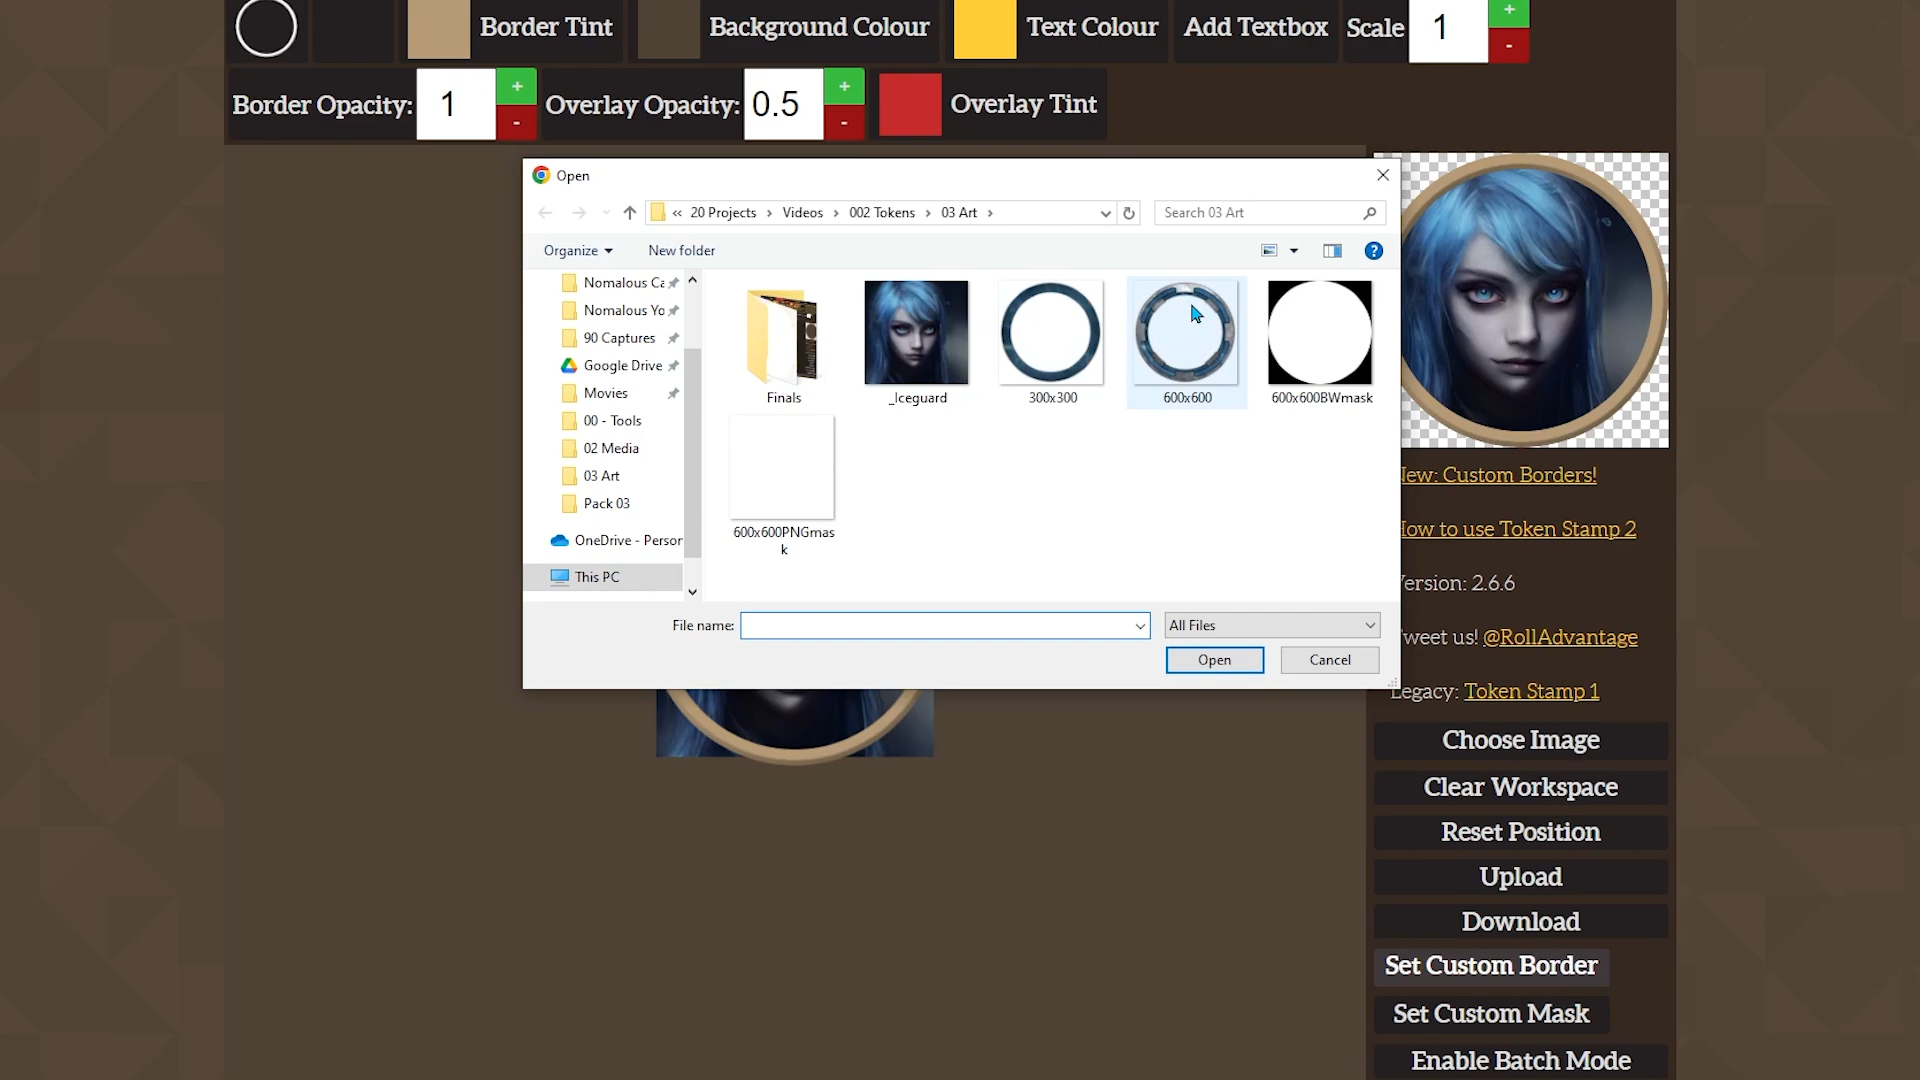 Border Tint Background Colour Text Colour Add Textbox Scale 1 + -
Border Opacity: 1 + - Overlay Opacity: 0.5 + - Overlay Tint
Open
« 20 Projects > Videos > 002 Tokens > 03 Art > Search 03 Art
Organize New folder ?
Nomalous Ca
Nomalous Yo
90 Captures
Google Drive
Movies
00 - Tools
02 Media
03 Art
Pack 03
OneDrive - Person
This PC
Finals _Iceguard 300x300 600x600 600x600BWmask
600x600PNGmas
k
File name: All Files
Open Cancel
New: Custom Borders!
How to use Token Stamp 2
Version: 2.6.6
Tweet us! @RollAdvantage
Legacy: Token Stamp 1
Choose Image
Clear Workspace
Reset Position
Upload
Download
Set Custom Border
Set Custom Mask
Enable Batch Mode